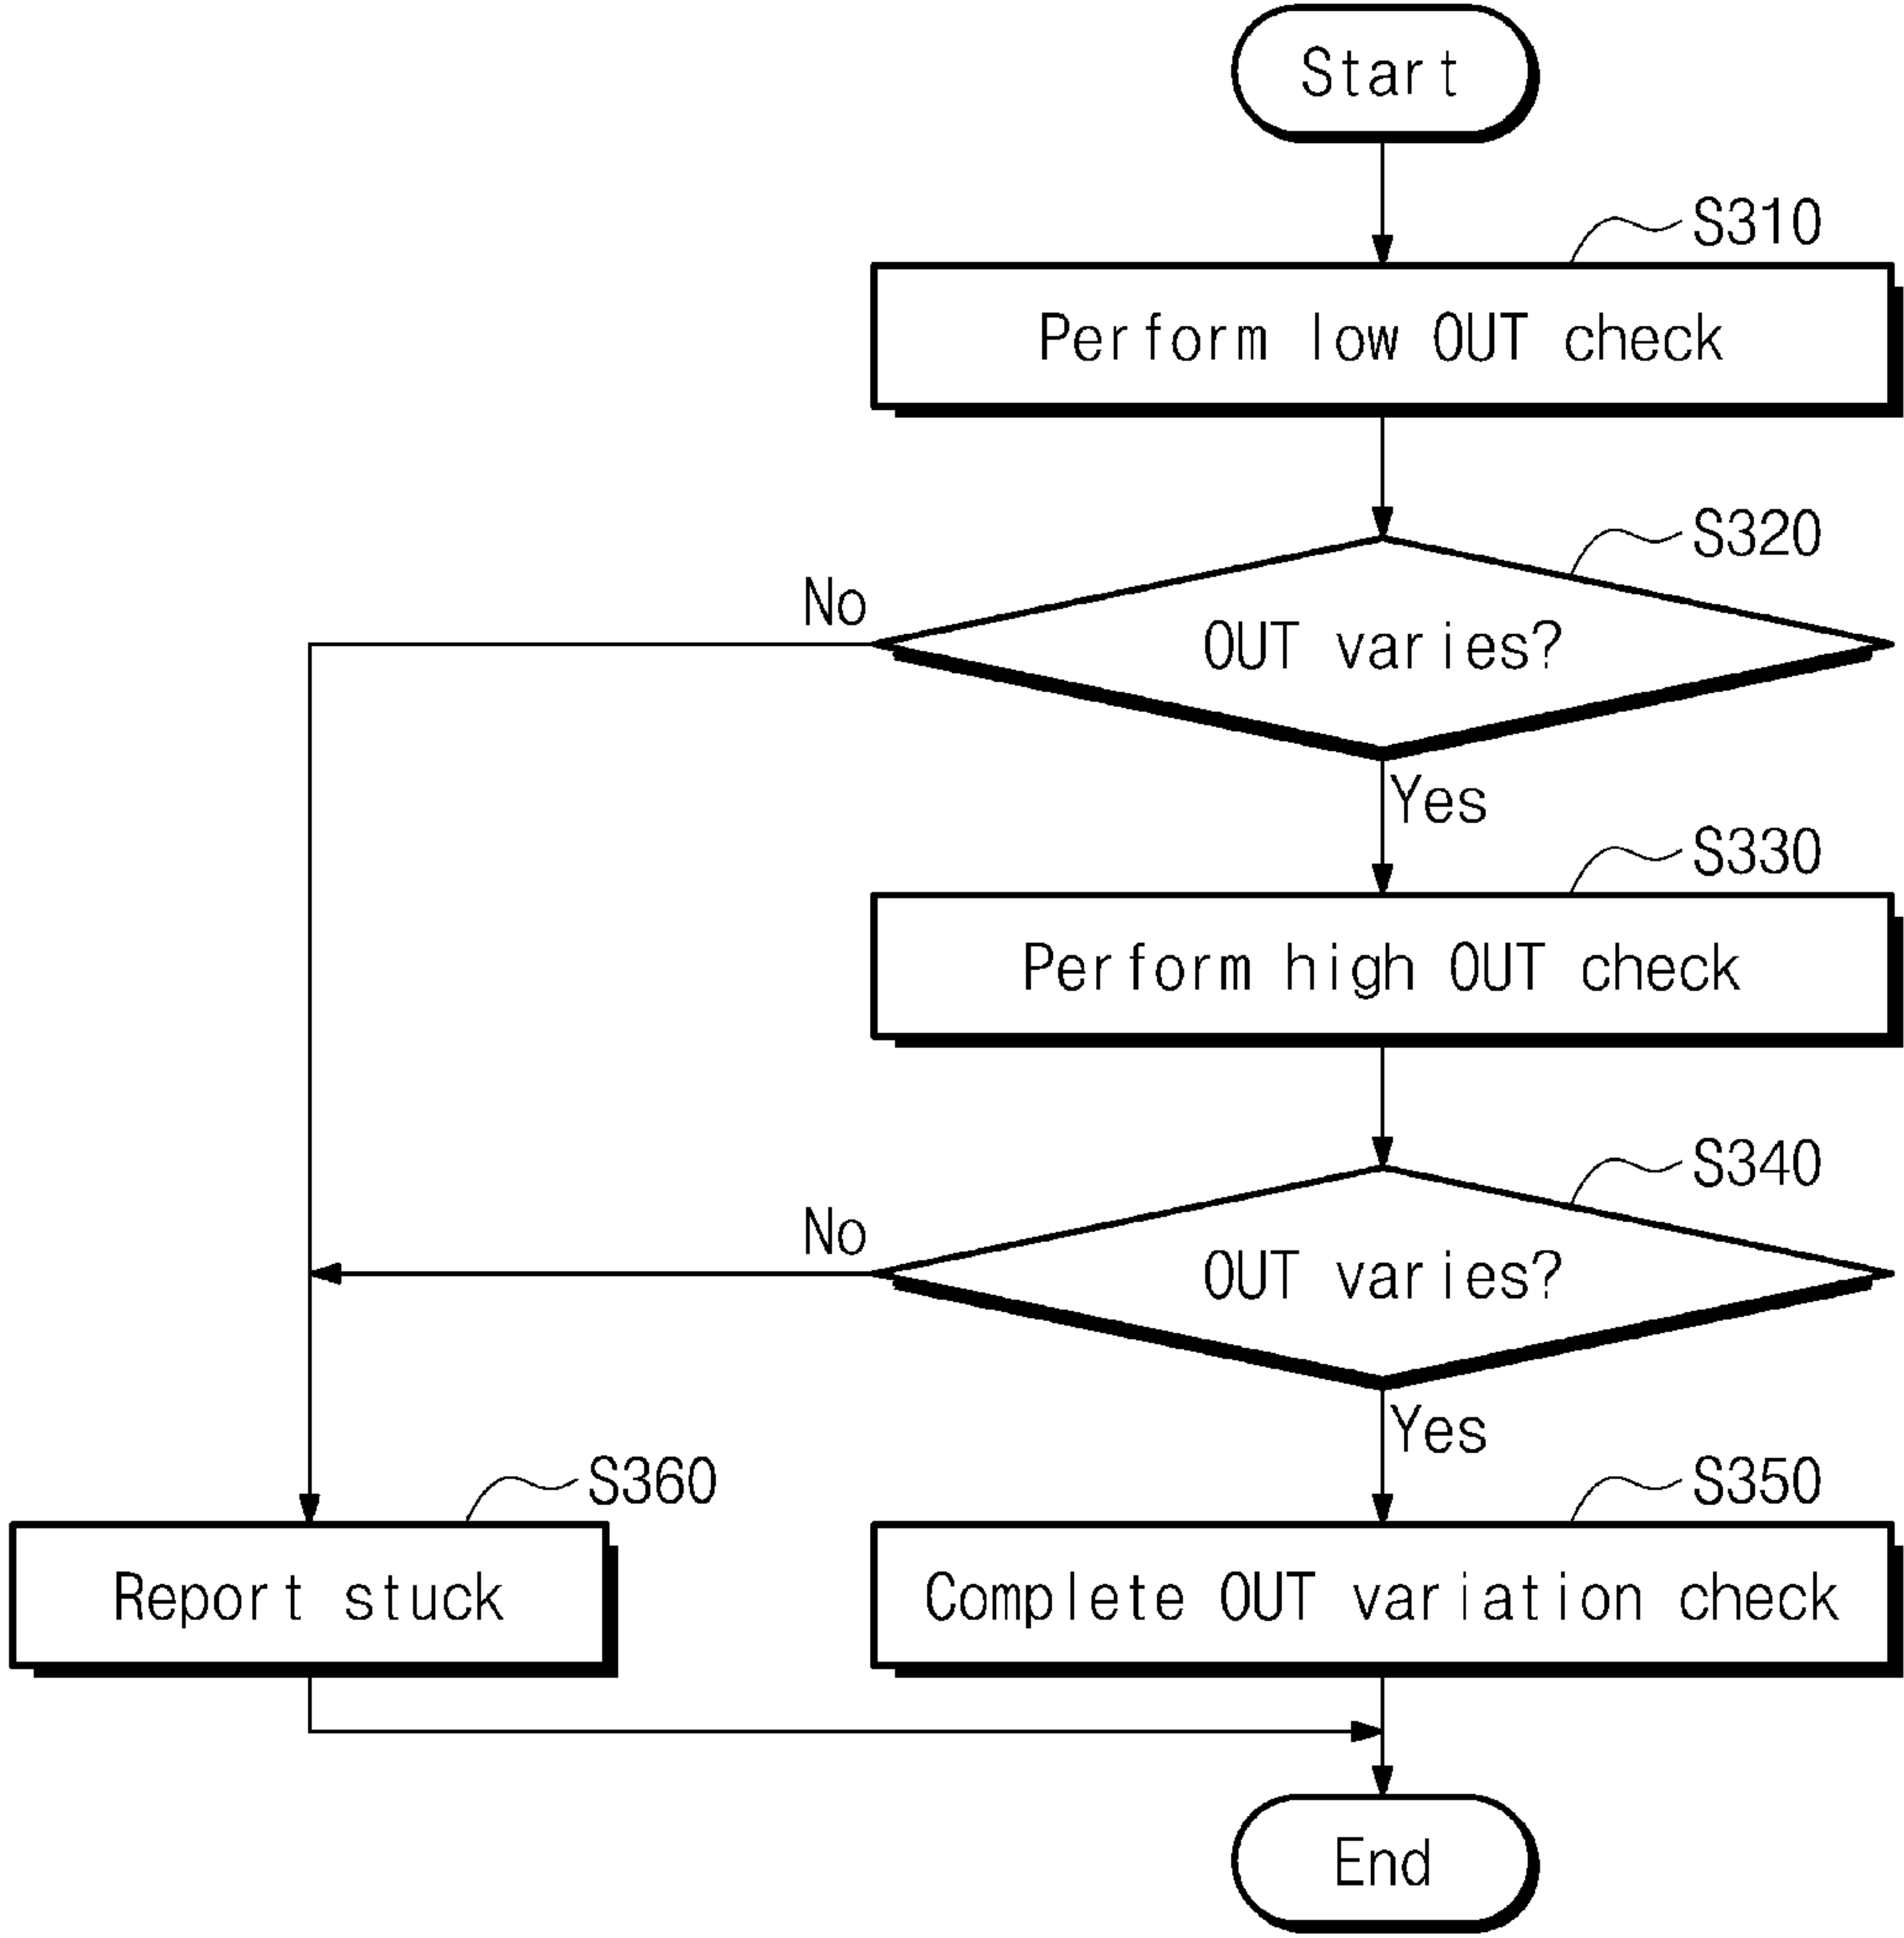 Start
S310
Perform low OUT check
S320
No
OUT varies?
Yes
S330
Perform high OUT check
S340
No
OUT varies?
Yes
S360
S350
Report stuck
Complete OUT variation check
End